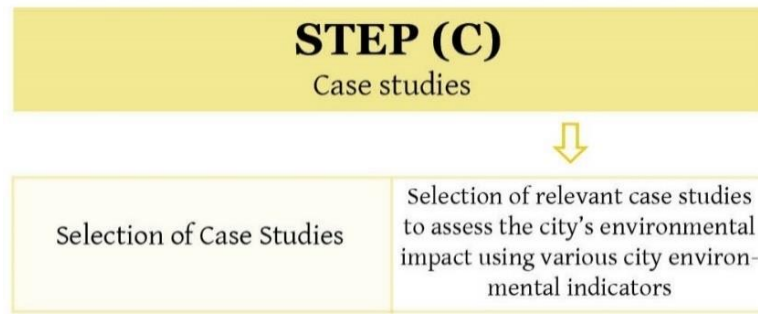 STEP (C)
Case studies
Selection of Case Studies
Selection of relevant case studies
to assess the city’s environmental
impact using various city environ-
mental indicators